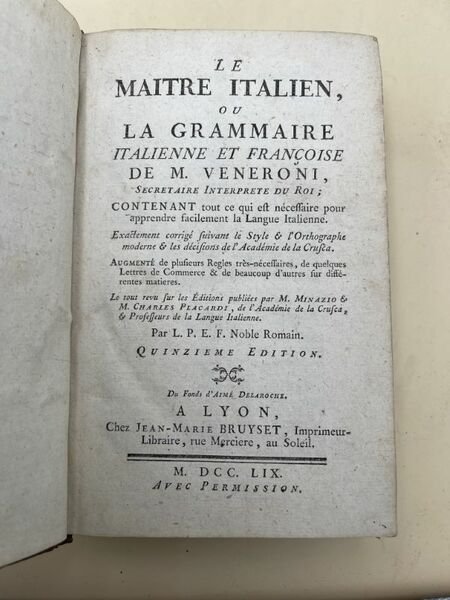 LE
MAITRE ITALIEN,
OU
LA GRAMMAIRE
ITALIENNE ET FRANÇOISE
DE M. VENERONI,
SECRETAIRE INTERPRETE DU ROI;
CONTENANT tout ce qui est nécessaire pour
apprendre facilement la Langue Italienne.
Exactement corrigé suivant le Style & l'Orthographe
moderne & les décisions de l'Académie de la Crusca.
AUGMENTÉ de plusieurs Regles très-nécessaires, de quelques
Lettres de Commerce & de beaucoup d'autres sur diffé-
rentes matieres.
Le tout revu sur les Éditions publiées par M. MINAZIO &
M. CHARLES PLACARDI, de l'Académie de la Crusca,
& Professeurs de la Langue Italienne.
Par L. P. E. F. Noble Romain.
QUINZIEME EDITION.
Du Fonds d'AIMÉ DELAROCHE.
A LYON,
Chez JEAN-MARIE BRUYSET, Imprimeur-
Libraire, rue Merciere, au Soleil.
M. DCC. LIX.
AVEC PERMISSION.